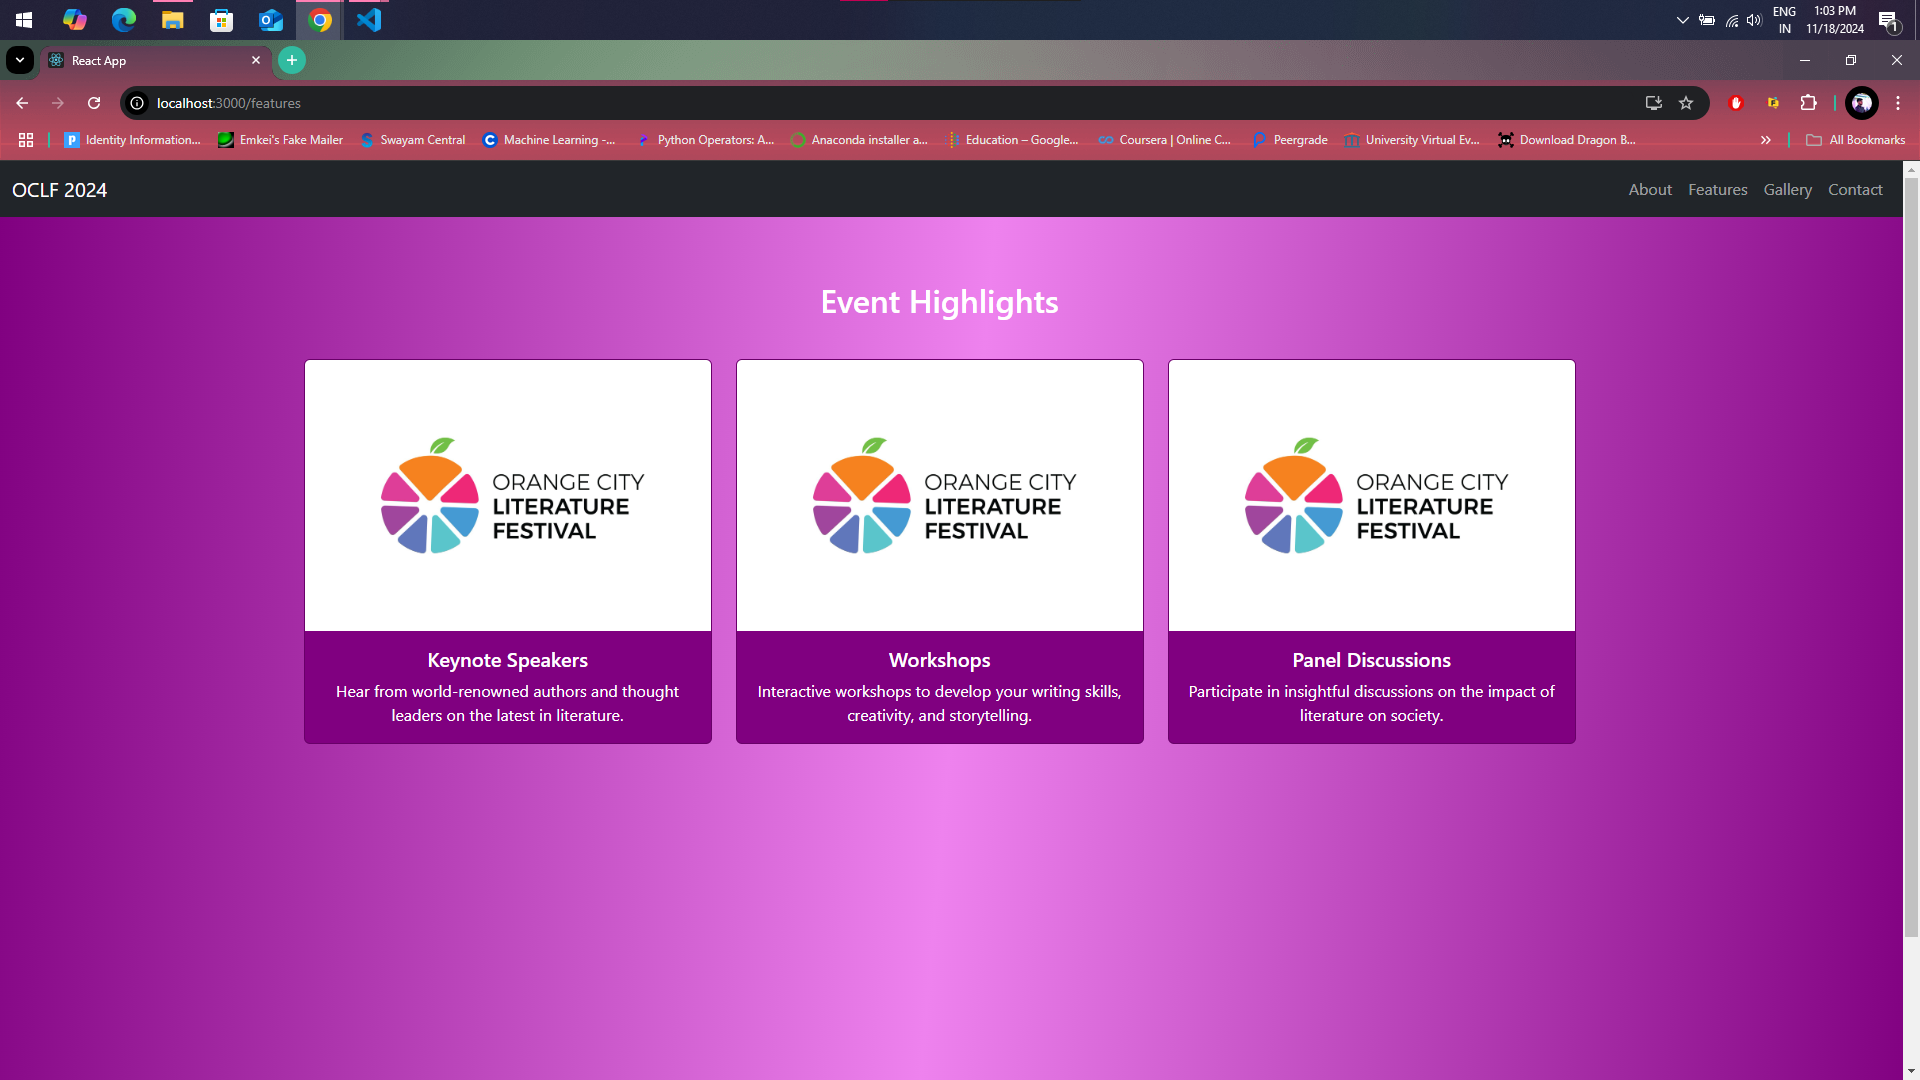 ENG
IN
1:03 PM
11/18/2024
1
React App
localhost:3000/features
Identity Information...
Emkei's Fake Mailer
Swayam Central
Machine Learning -...
Python Operators: A...
Anaconda installer a...
Education – Google...
Coursera | Online C...
Peergrade
University Virtual Ev...
Download Dragon B...
All Bookmarks
OCLF 2024
About
Features
Gallery
Contact
Event Highlights
ORANGE CITY
LITERATURE
FESTIVAL
Keynote Speakers
Hear from world-renowned authors and thought
leaders on the latest in literature.
ORANGE CITY
LITERATURE
FESTIVAL
Workshops
Interactive workshops to develop your writing skills,
creativity, and storytelling.
ORANGE CITY
LITERATURE
FESTIVAL
Panel Discussions
Participate in insightful discussions on the impact of
literature on society.